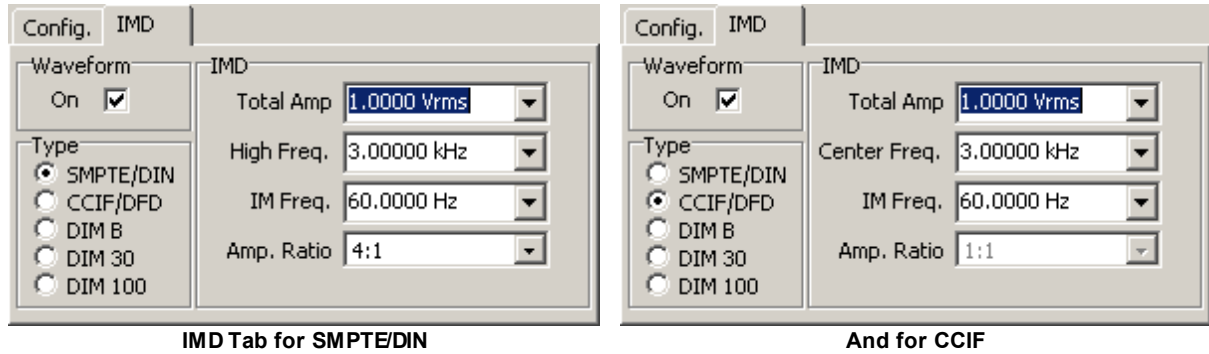 Config. IMD
Waveform
On
Type
SMPTE/DIN
CCIF/DFD
DIM B
DIM 30
DIM 100
IMD
Total Amp 1.0000 Vrms
High Freq. 3.00000 kHz
IM Freq. 60.0000 Hz
Amp. Ratio 4:1
IMD Tab for SMPTE/DIN
Config. IMD
Waveform
On
Type
SMPTE/DIN
CCIF/DFD
DIM B
DIM 30
DIM 100
IMD
Total Amp 1.0000 Vrms
Center Freq. 3.00000 kHz
IM Freq. 60.0000 Hz
Amp. Ratio 1:1
And for CCIF